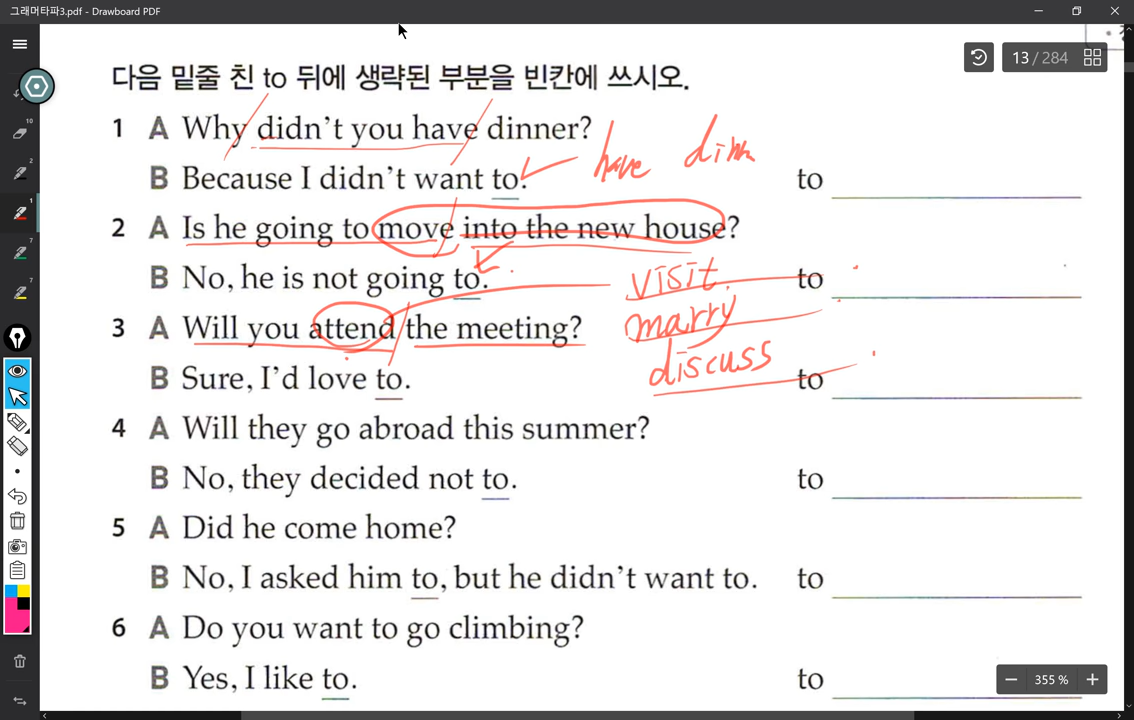 그래머타파3.pdf - Drawboard PDF
13 / 284
다음 밑줄 친 to 뒤에 생략된 부분을 빈칸에 쓰시오.
1 A Why didn't you have dinner?
have dinn
B Because I didn't want to. to
2 A Is he going to move into the new house?
B No, he is not going to. visit to
marry
3 A Will you attend the meeting?
discuss
B Sure, I'd love to. to
4 A Will they go abroad this summer?
B No, they decided not to. to
5 A Did he come home?
B No, I asked him to, but he didn't want to. to
6 A Do you want to go climbing?
B Yes, I like to. to
355 %
10
2
1
7
7